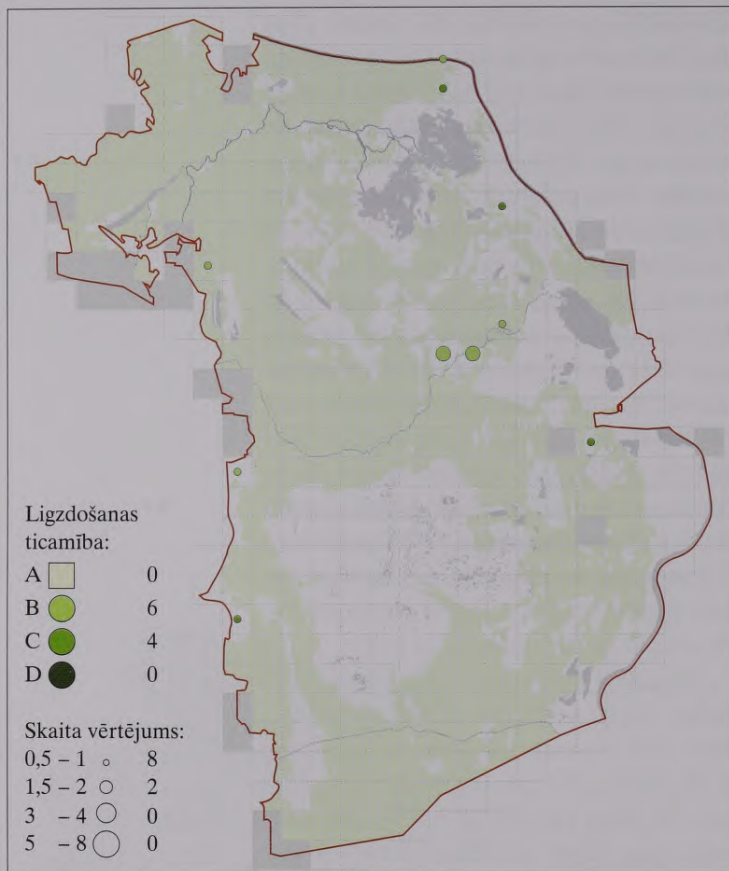 Ligzdošanas
ticamība:
A 0
B 6
C 4
D 0
Skaita vērtējums:
0,5 – 1 8
1,5 – 2 2
3 – 4 0
5 – 8 0